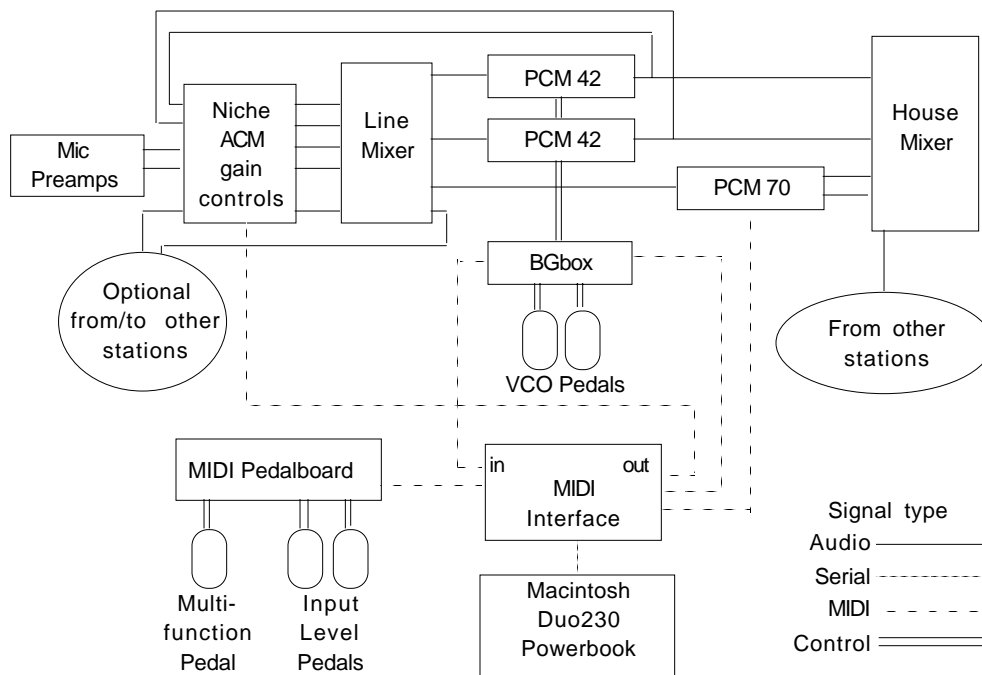 PCM 42
House
Mixer
Niche
ACM
gain
controls
Line
Mixer
PCM 42
Mic
Preamps
PCM 70
BGbox
Optional
from/to other
stations
From other
stations
VCO Pedals
MIDI Pedalboard
in
out
MIDI
Interface
Signal type
Audio
Serial
MIDI
Control
Multi-
function
Pedal
Input
Level
Pedals
Macintosh
Duo230
Powerbook